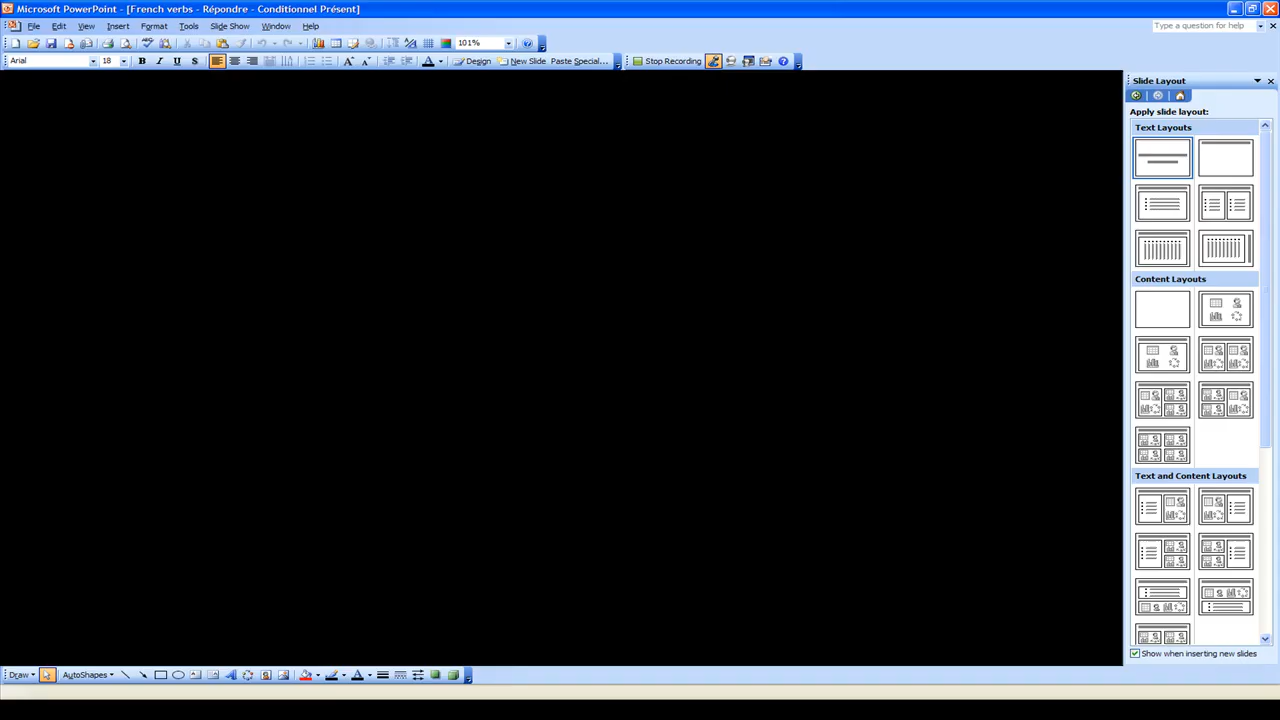 Microsoft PowerPoint - [French verbs - Répondre - Conditionnel Présent]
File Edit View Insert Format Tools Slide Show Window Help
Type a question for help
101%
Arial 18 B I U S A A A Design New Slide Paste Special... Stop Recording
Slide Layout
Apply slide layout:
Text Layouts
Content Layouts
Text and Content Layouts
Show when inserting new slides
Draw AutoShapes A